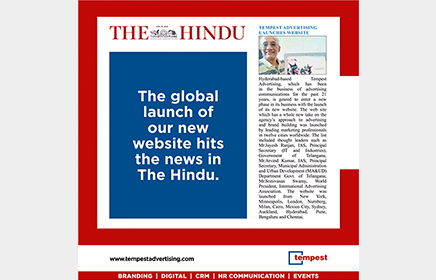 THE HINDU
TEMPEST ADVERTISING
LAUNCHES WEBSITE
The global
launch of
our new
website hits
the news in
The Hindu.
Hyderabad-based Tempest
Advertising, which has been
in the business of advertising
communications for the past 21
years, is geared to enter a new
phase in its business with the launch
of its new website. The web site
which has a whole new take on the
agency's approach to advertising
and brand building was launched
by leading marketing professionals
in twelve cities worldwide. The list
included thought leaders such as
Mr.Jayesh Ranjan, IAS, Principal
Secretary (IT and Industries),
Government of Telangana;
Mr.Arvind Kumar, IAS, Principal
Secretary, Municipal Administration
and Urban Development (MA&UD)
Department Govt. of Telangana;
Mr.Srinivasan Swamy, World
President, International Advertising
Association. The website was
launched from New York,
Minneapolis, London, Nurnberg,
Milan, Cairo, Mexico City, Sydney,
Auckland, Hyderabad, Pune,
Bengaluru and Chennai.
www.tempestadvertising.com
tempest
BRANDING | DIGITAL | CRM | HR COMMUNICATION | EVENTS